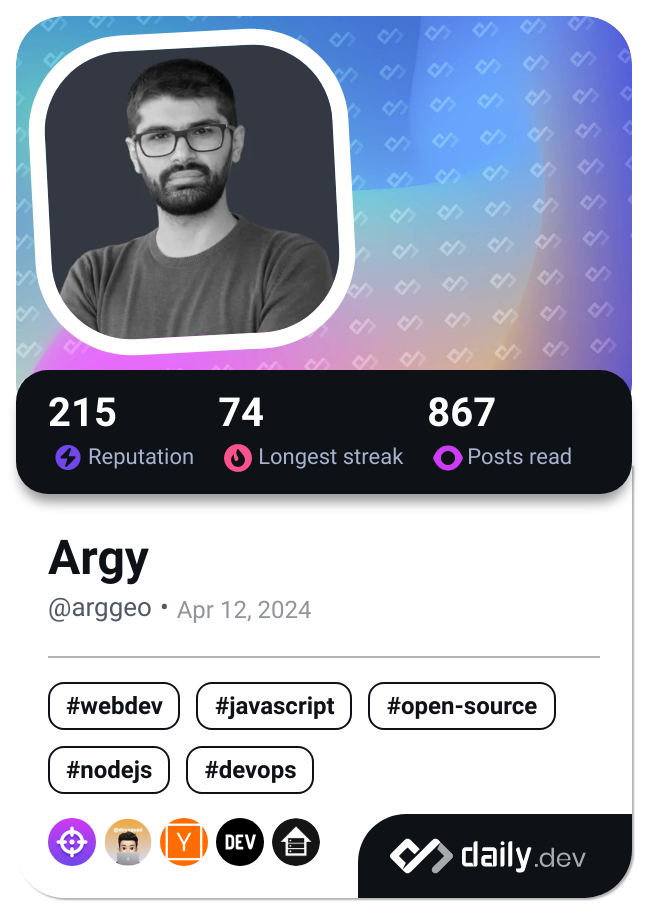 215 74 867
Reputation Longest streak Posts read
Argy
@arggeo • Apr 12, 2024
#webdev #javascript #open-source
#nodejs #devops
Y DEV
daily.dev